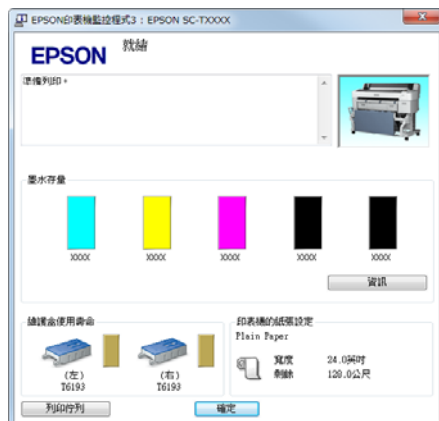 EPSON印表機監控程式3 : EPSON SC-TXXXX
EPSON
就緒
準備列印。
墨水存量
XXXX XXXX XXXX XXXX XXXX
資訊
維護盒使用壽命
(左) (右)
T6193 T6193
印表機的紙張設定
Plain Paper
寬度 24.0英吋
剩餘 120.0公尺
列印佇列
確定